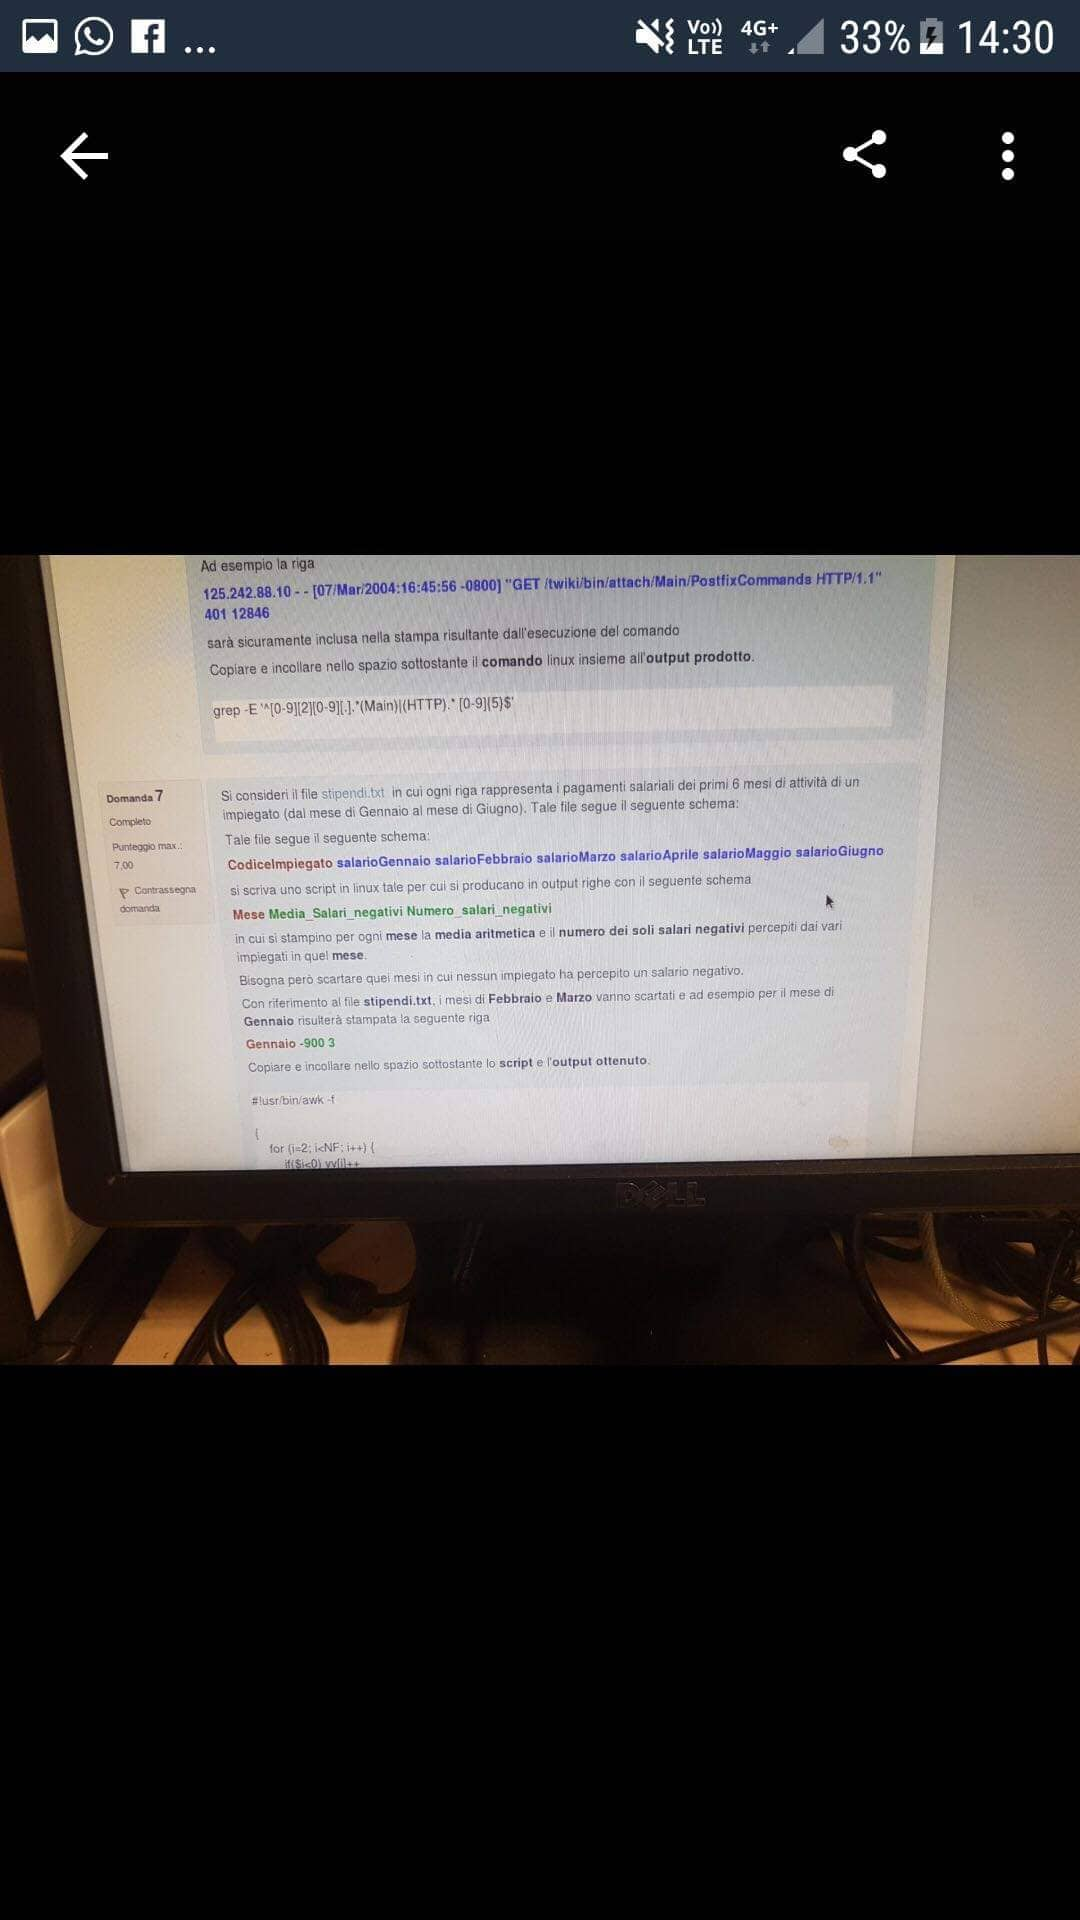 Vo)) LTE 4G+ 33% 14:30
Ad esempio la riga
125.242.88.10 - - [07/Mar/2004:16:45:56 -0800] "GET /twiki/bin/attach/Main/PostfixCommands HTTP/1.1"
401 12846
sarà sicuramente inclusa nella stampa risultante dall'esecuzione del comando
Copiare e incollare nello spazio sottostante il comando linux insieme all'output prodotto.
grep -E '^[0-9][2][0-9][.].*(Main)|(HTTP).* [0-9]{5}$'
Domanda 7
Completo
Punteggio max.:
7,00
Contrassegna
domanda
Si consideri il file stipendi.txt in cui ogni riga rappresenta i pagamenti salariali dei primi 6 mesi di attività di un
impiegato (dal mese di Gennaio al mese di Giugno). Tale file segue il seguente schema:
Tale file segue il seguente schema:
CodiceImpiegato salarioGennaio salarioFebbraio salarioMarzo salarioAprile salarioMaggio salarioGiugno
si scriva uno script in linux tale per cui si producano in output righe con il seguente schema
Mese Media_Salari_negativi Numero_salari_negativi
in cui si stampino per ogni mese la media aritmetica e il numero dei soli salari negativi percepiti dai vari
impiegati in quel mese.
Bisogna però scartare quei mesi in cui nessun impiegato ha percepito un salario negativo.
Con riferimento al file stipendi.txt, i mesi di Febbraio e Marzo vanno scartati e ad esempio per il mese di
Gennaio risulterà stampata la seguente riga
Gennaio -900 3
Copiare e incollare nello spazio sottostante lo script e l'output ottenuto.
#!usr/bin/awk -f
{
for (i=2; i<NF; i++) {
if($i<0) vv[i]++
DELL